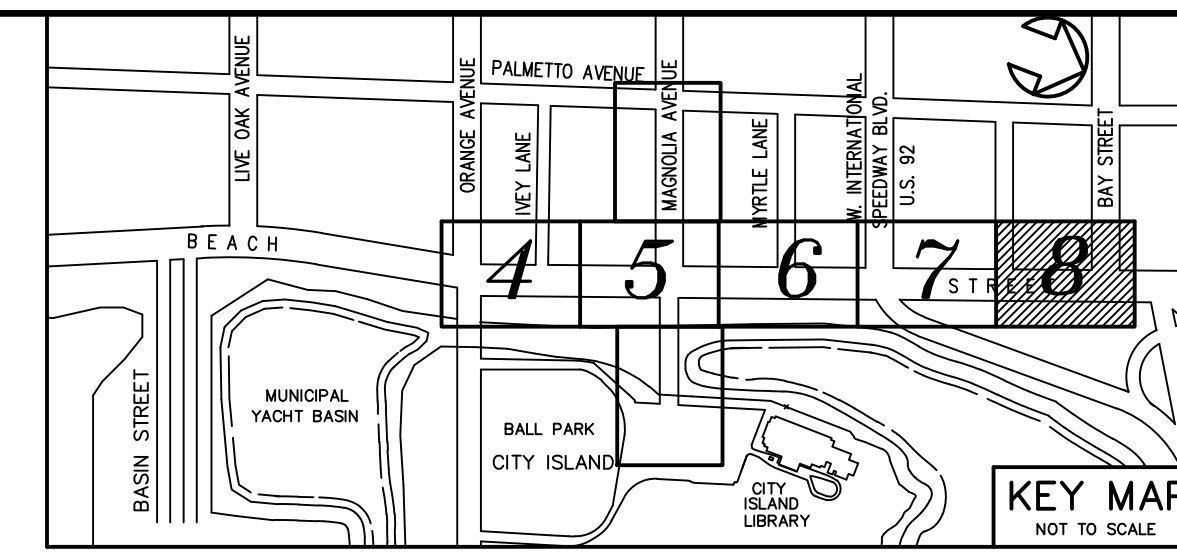 PALMETTO AVENUE
LIVE OAK AVENUE
ORANGE AVENUE
IVEY LANE
MAGNOLIA AVENUE
MYRTLE LANE
W. INTERNATIONAL
SPEEDWAY BLVD.
U.S. 92
BAY STREET
BEACH
STREET
4
5
6
7
8
BASIN STREET
MUNICIPAL
YACHT BASIN
BALL PARK
CITY ISLAND
CITY
ISLAND
LIBRARY
KEY MAP
NOT TO SCALE